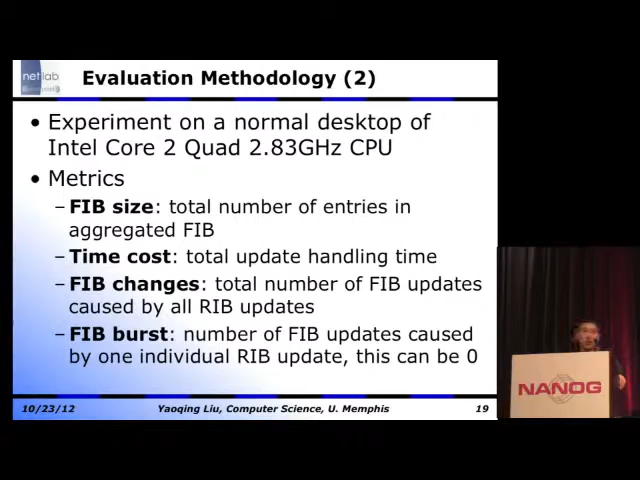 netlab
Evaluation Methodology (2)
• Experiment on a normal desktop of
Intel Core 2 Quad 2.83GHz CPU
• Metrics
– FIB size: total number of entries in
aggregated FIB
– Time cost: total update handling time
– FIB changes: total number of FIB updates
caused by all RIB updates
– FIB burst: number of FIB updates caused
by one individual RIB update, this can be 0
10/23/12 Yaoqing Liu, Computer Science, U. Memphis 19
NANOG